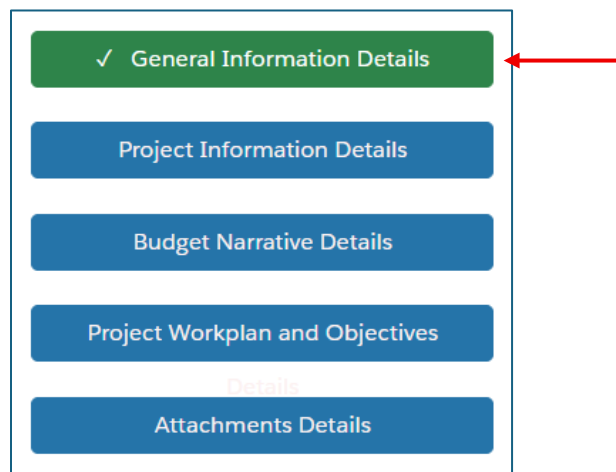 ✓ General Information Details
Project Information Details
Budget Narrative Details
Project Workplan and Objectives
Details
Attachments Details